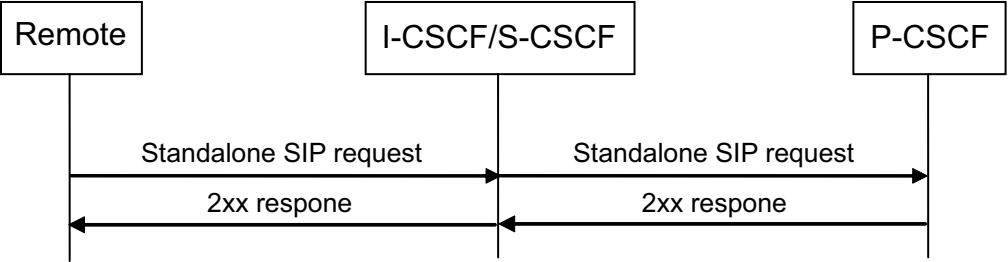 Remote
I-CSCF/S-CSCF
P-CSCF
Standalone SIP request
Standalone SIP request
2xx respone
2xx respone